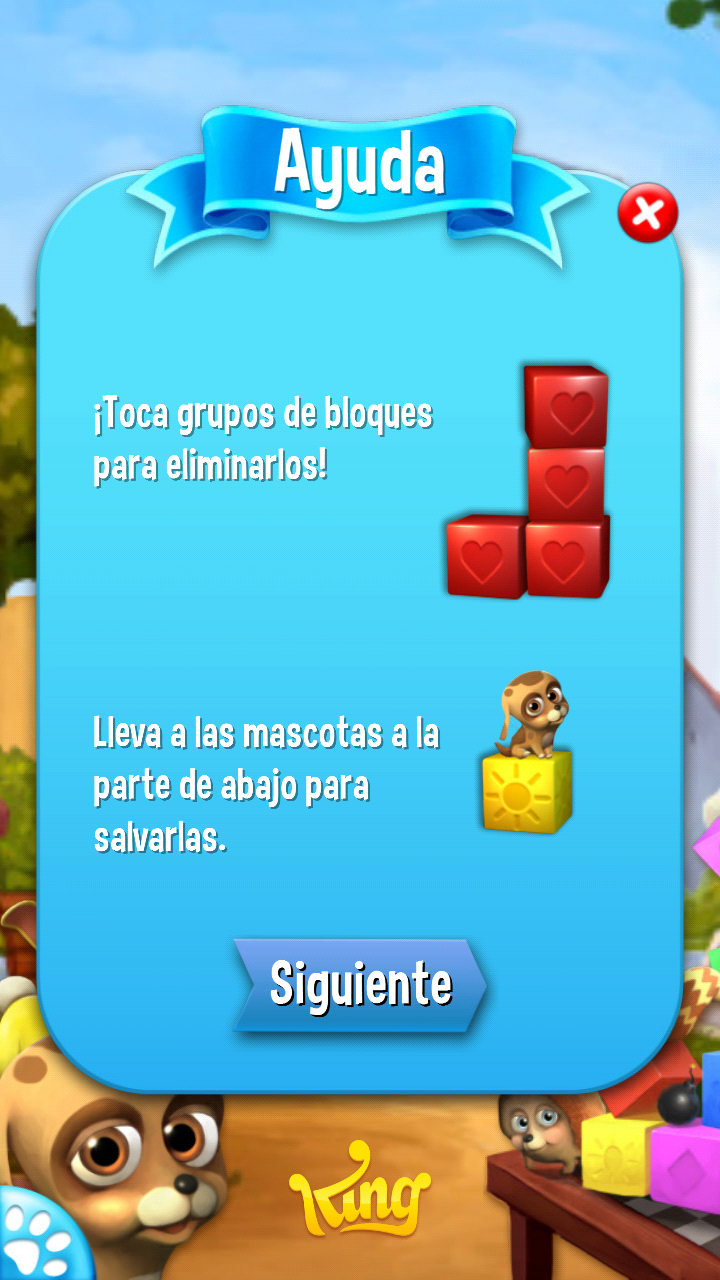 Ayuda
¡Toca grupos de bloques
para eliminarlos!
Lleva a las mascotas a la
parte de abajo para
salvarlas.
Siguiente
King